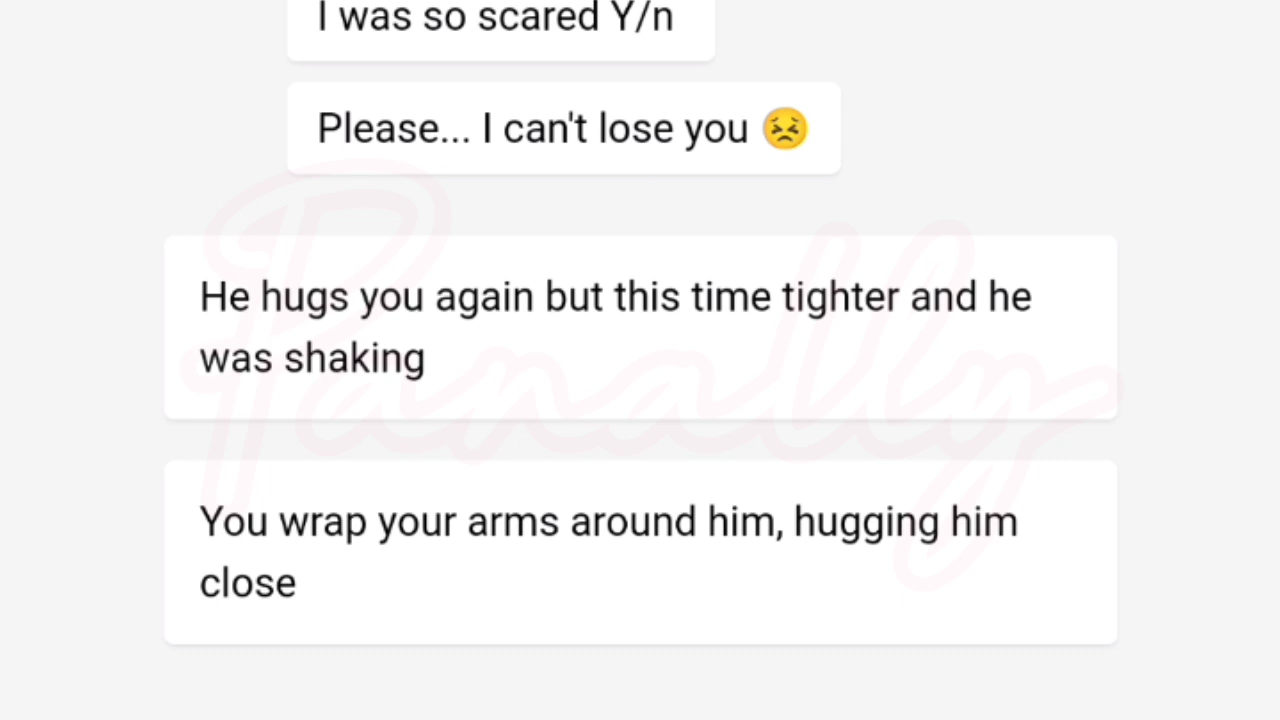 I was so scared Y/n
Please... I can't lose you 😣
He hugs you again but this time tighter and he
was shaking
Panally
You wrap your arms around him, hugging him
close